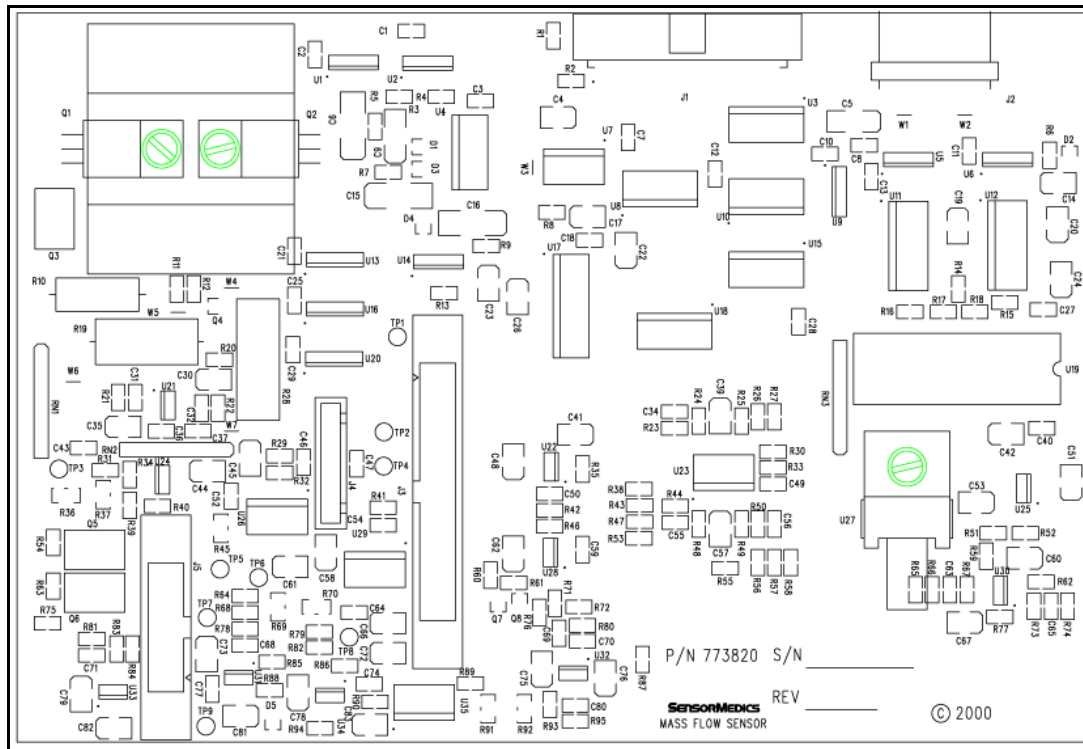 C1
R1
C2
U1
U2
R2
J1
J2
R5
R3
R4
C3
U4
C4
U3
C5
Q1
Q2
C6
C9
D1
D3
U7
C7
W3
C12
C10
C8
W1
W2
R6
D2
U5
C11
U6
R7
C15
D4
C16
R8
C17
U8
U10
C13
U9
U11
U12
C19
C14
C20
Q3
C21
U13
U14
R9
U17
C18
C22
U15
R10
R11
R12
W4
W5
Q4
C25
U16
R13
C23
C26
U18
C28
R14
R16
R17
R18
R15
C27
C24
R19
R20
C29
U20
TP1
RN3
U19
W6
RN1
R21
C31
U21
C30
C32
R22
W7
R28
C35
C36
C37
C43
RN2
TP3
R31
R34
U24
C44
C45
R29
R32
C46
J4
C47
TP2
TP4
J3
C41
C48
U22
R35
C34
R23
R24
C39
R25
R26
R27
R30
R33
C49
U23
C40
C42
C51
C53
U25
U27
R36
R37
R39
R40
C52
U26
R45
R41
C54
U29
C50
R42
R46
R38
R43
R47
R53
R44
C55
R48
C57
R49
R50
C56
R51
R52
R59
C60
R54
Q5
R63
Q6
R75
J5
TP5
TP6
C61
C58
C62
U28
C59
R60
R61
R55
R56
R57
R58
R65
R66
C63
R67
U30
R62
TP7
R64
R68
R78
C68
R69
R70
C64
C66
TP8
C72
R79
R82
R86
Q7
Q8
R76
R71
C69
R72
R80
C70
C67
R77
R73
C65
R74
R81
C71
R83
R84
C73
C79
U33
C82
C77
U31
R85
R88
C81
D5
C78
R94
U34
C83
R90
C74
U35
R89
R91
R92
R93
C75
U32
C76
C80
R95
R87
P/N 773820 S/N
REV
SensorMedics
MASS FLOW SENSOR
© 2000
TP9